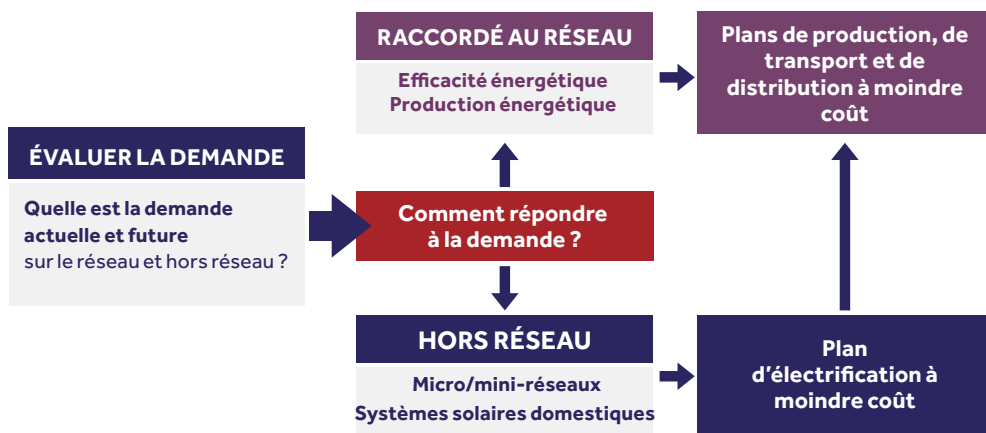 ÉVALUER LA DEMANDE
Quelle est la demande
actuelle et future
sur le réseau et hors réseau ?
Comment répondre
à la demande ?
RACCORDÉ AU RÉSEAU
Efficacité énergétique
Production énergétique
Plans de production, de
transport et de
distribution à moindre
coût
HORS RÉSEAU
Micro/mini-réseaux
Systèmes solaires domestiques
Plan
d’électrification à
moindre coût